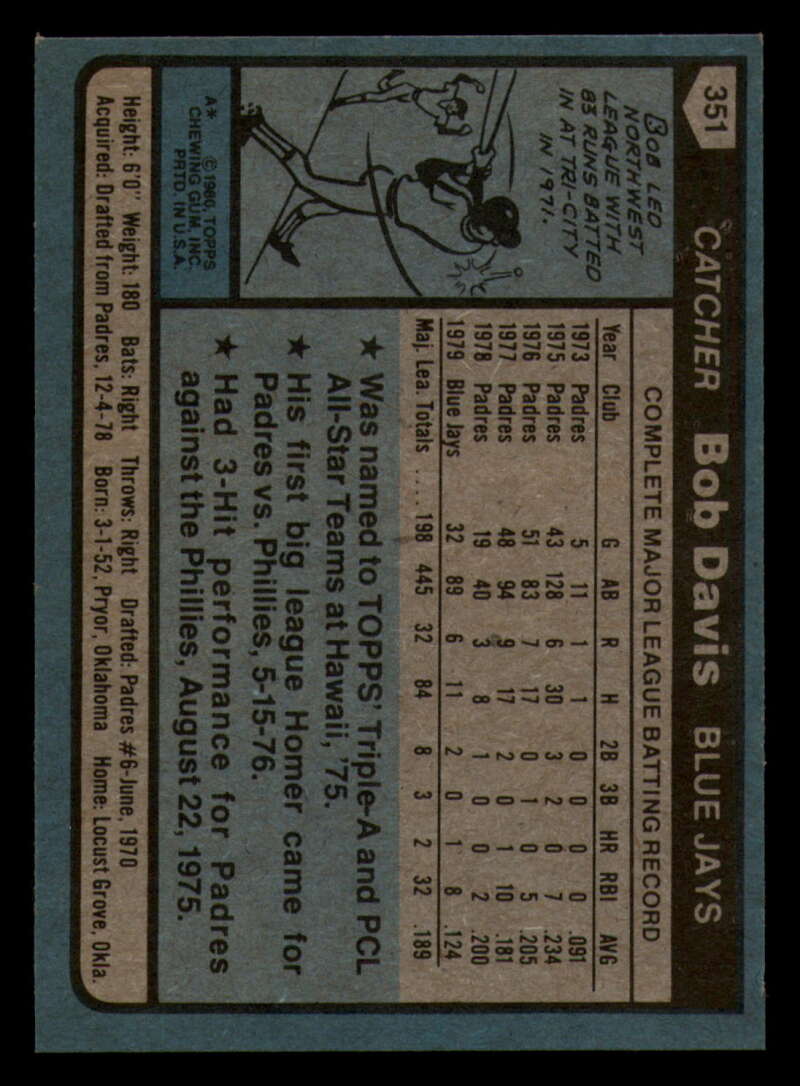 351
CATCHER Bob Davis BLUE JAYS
BOB LED
NORTHWEST
LEAGUE WITH
83 RUNS BATTED
IN AT TRI-CITY
IN 1971.
A* ©1980, TOPPS
CHEWING GUM, INC.
PRTD. IN U.S.A.
COMPLETE MAJOR LEAGUE BATTING RECORD
Year Club G AB R H 2B 3B HR RBI AVG
1973 Padres 5 11 1 1 0 0 0 0 .091
1975 Padres 43 128 6 30 3 2 0 7 .234
1976 Padres 51 83 7 17 0 1 0 5 .205
1977 Padres 48 94 9 17 2 0 1 10 .181
1978 Padres 19 40 3 8 1 0 0 2 .200
1979 Blue Jays 32 89 6 11 2 0 1 8 .124
Maj. Lea. Totals .... 198 445 32 84 8 3 2 32 .189
★ Was named to TOPPS' Triple-A and PCL
All-Star Teams at Hawaii, '75.
★ His first big league Homer came for
Padres vs. Phillies, 5-15-76.
★ Had 3-Hit performance for Padres
against the Phillies, August 22, 1975.
Height: 6'0" Weight: 180 Bats: Right Throws: Right Drafted: Padres #6-June, 1970
Acquired: Drafted from Padres, 12-4-78 Born: 3-1-52, Pryor, Oklahoma Home: Locust Grove, Okla.